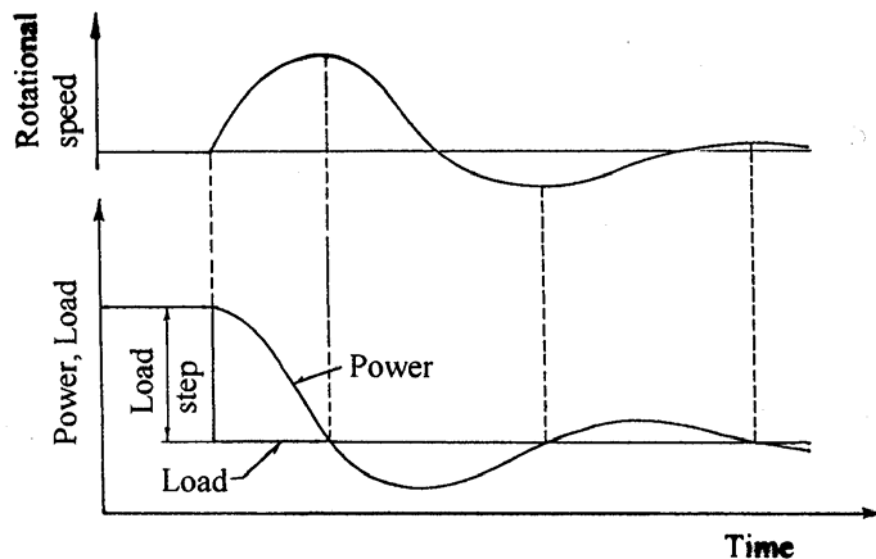 Rotational
speed
Power, Load
Load
step
Power
Load
Time